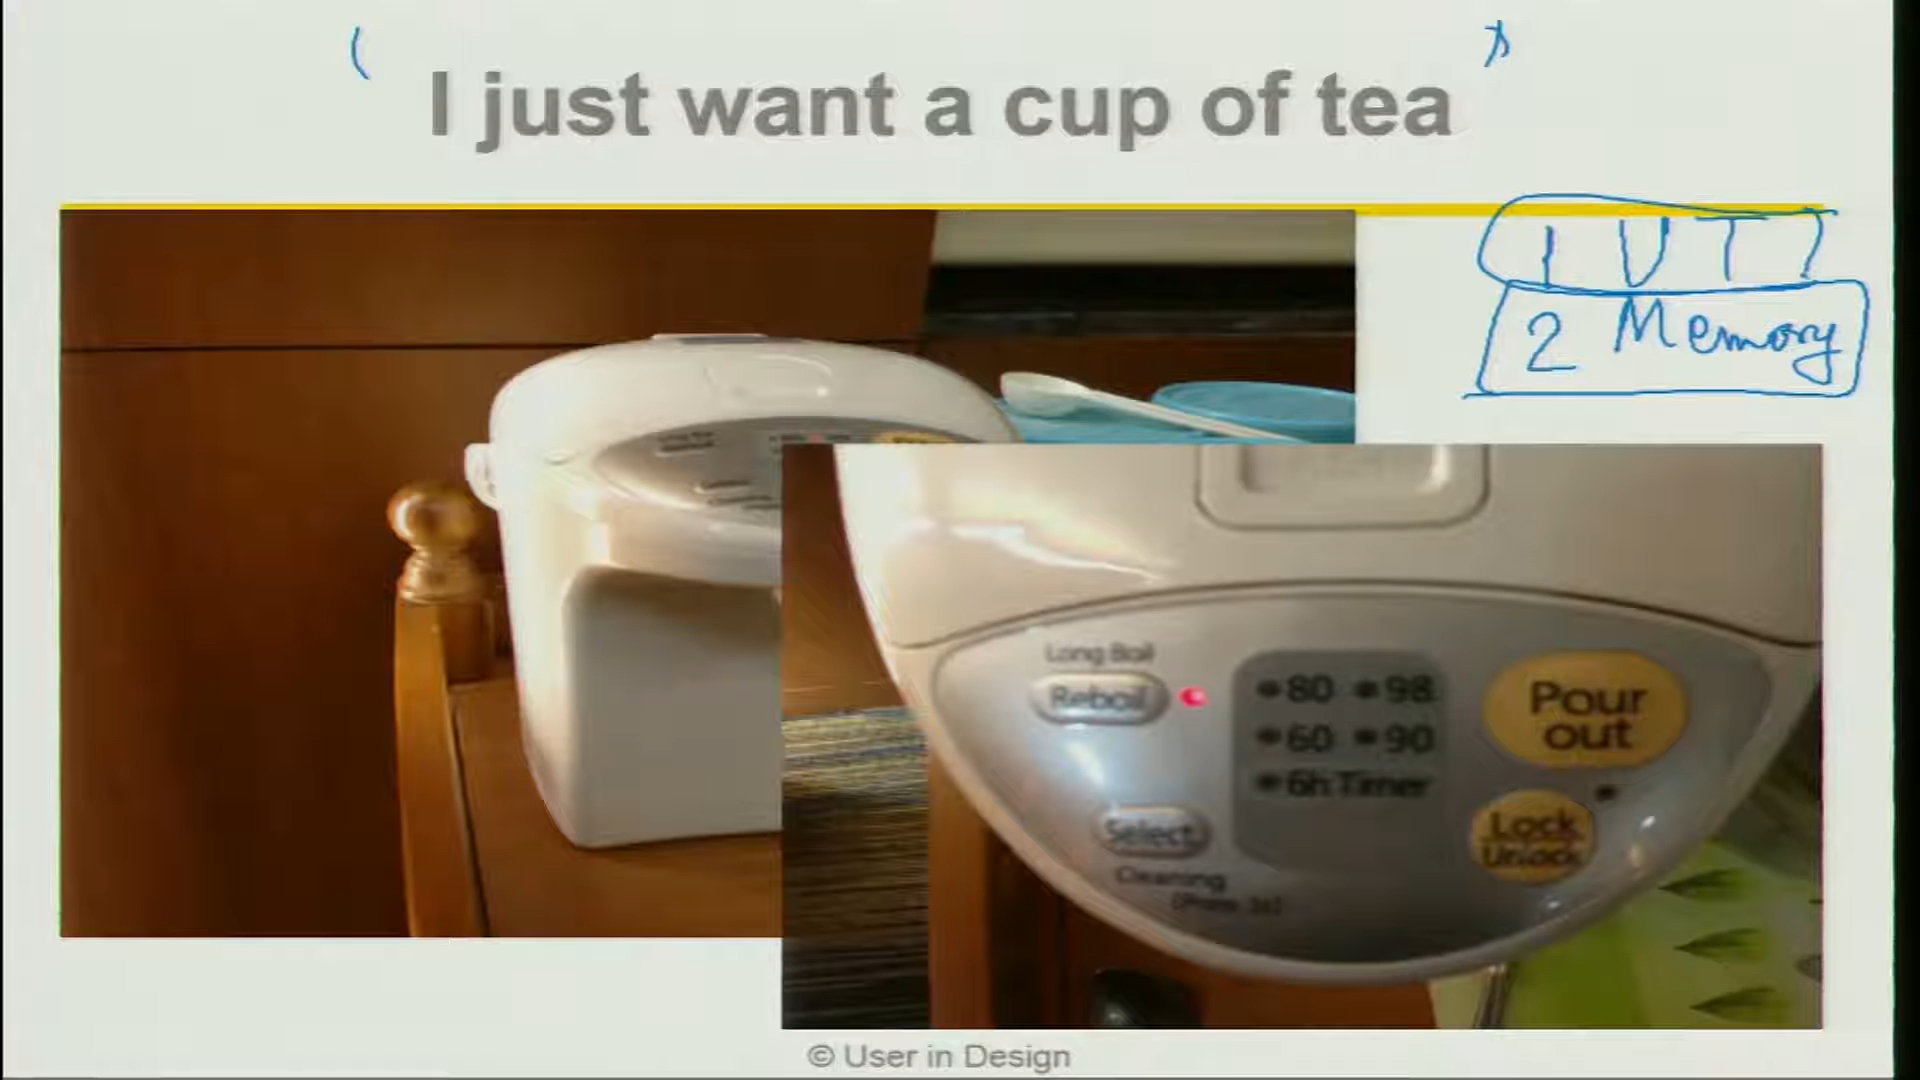 I just want a cup of tea
1 UT
2 Memory
Long Boil
Reboil
80 98
60 90
6h Timer
Pour
out
Select
Lock
Unlock
Cleaning
© User in Design